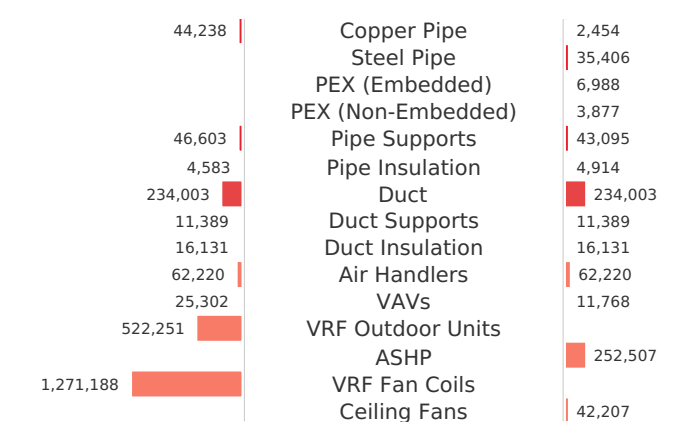 44,238 Copper Pipe 2,454
Steel Pipe 35,406
PEX (Embedded) 6,988
PEX (Non-Embedded) 3,877
46,603 Pipe Supports 43,095
4,583 Pipe Insulation 4,914
234,003 Duct 234,003
11,389 Duct Supports 11,389
16,131 Duct Insulation 16,131
62,220 Air Handlers 62,220
25,302 VAVs 11,768
522,251 VRF Outdoor Units
ASHP 252,507
1,271,188 VRF Fan Coils
Ceiling Fans 42,207